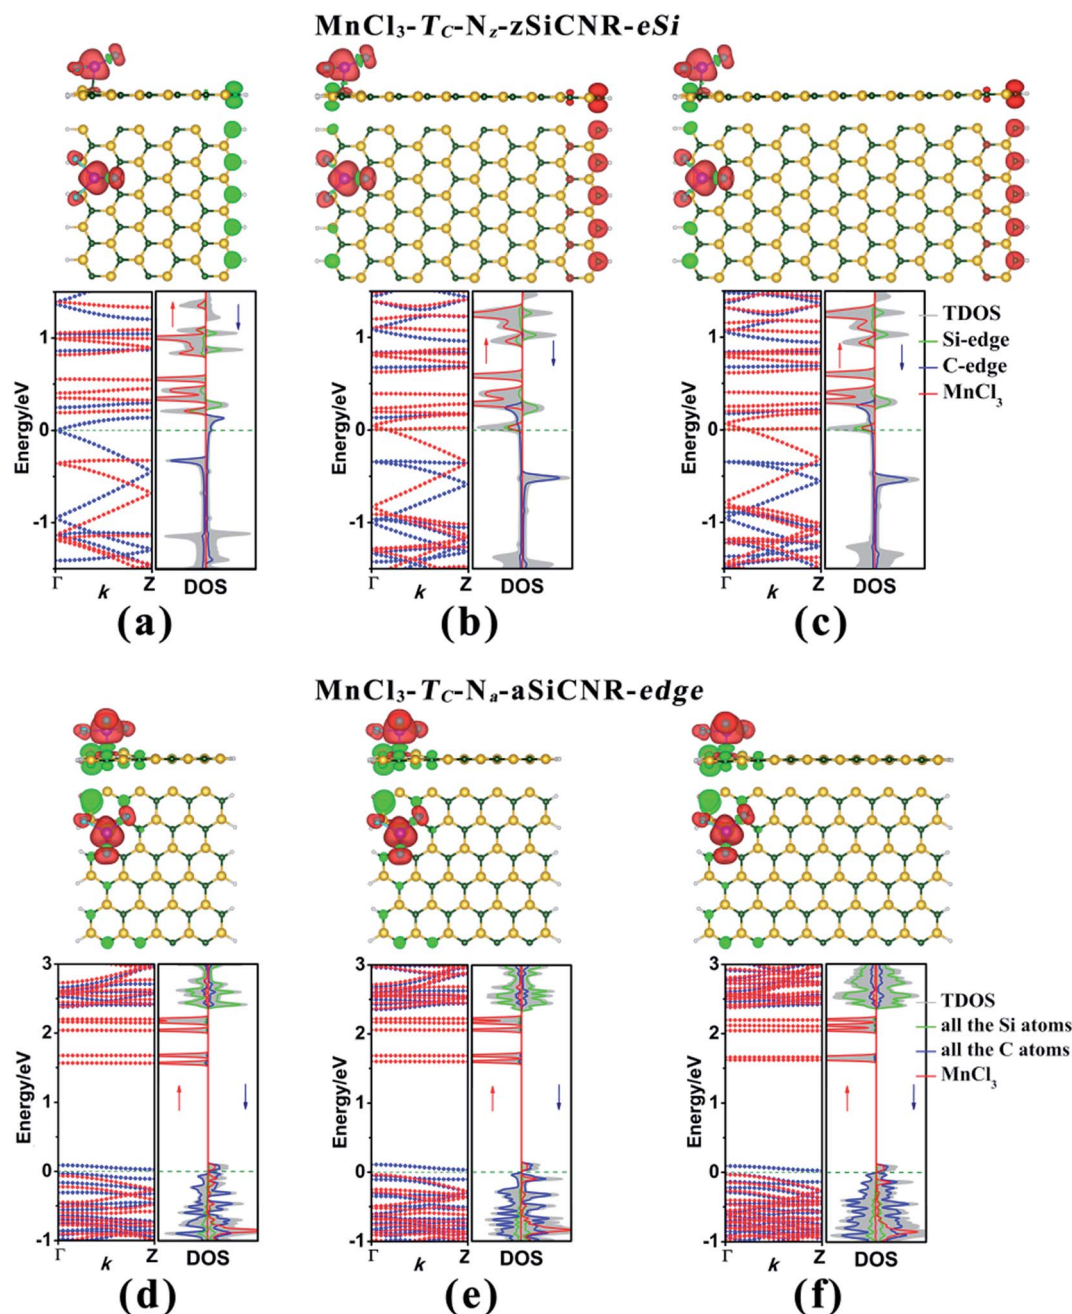 MnCl3-TC-Nz-zSiCNR-eSi
Energy/eV
1
0
-1
Γ k Z DOS
Energy/eV
1
0
-1
Γ k Z DOS
Energy/eV
1
0
-1
Γ k Z DOS
TDOS
Si-edge
C-edge
MnCl3
(a) (b) (c)
MnCl3-TC-Na-aSiCNR-edge
Energy/eV
3
2
1
0
-1
Γ k Z DOS
Energy/eV
3
2
1
0
-1
Γ k Z DOS
Energy/eV
3
2
1
0
-1
Γ k Z DOS
TDOS
all the Si atoms
all the C atoms
MnCl3
(d) (e) (f)